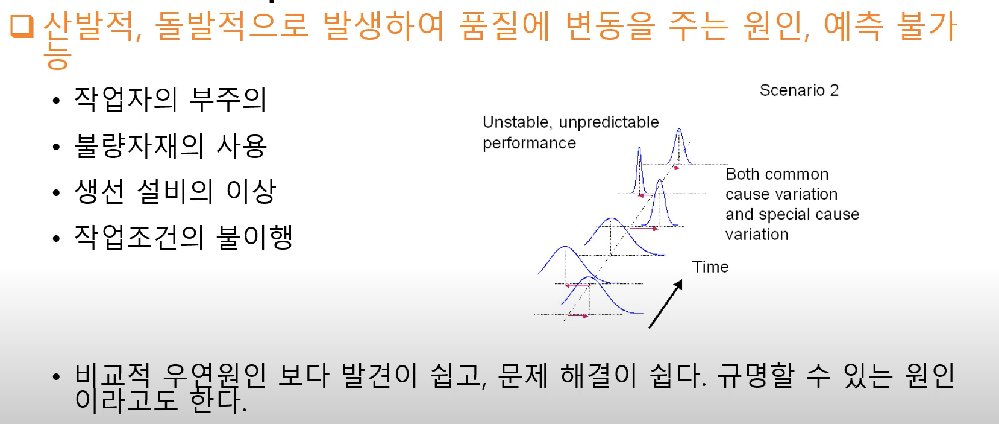 산발적, 돌발적으로 발생하여 품질에 변동을 주는 원인, 예측 불가
능
• 작업자의 부주의
• 불량자재의 사용
• 생선 설비의 이상
• 작업조건의 불이행
Scenario 2
Unstable, unpredictable
performance
Both common
cause variation
and special cause
variation
Time
• 비교적 우연원인 보다 발견이 쉽고, 문제 해결이 쉽다. 규명할 수 있는 원인
이라고도 한다.